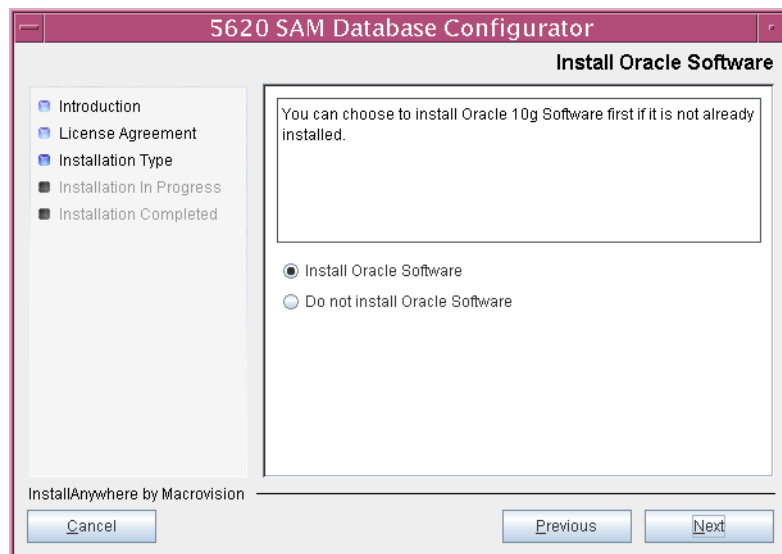 5620 SAM Database Configurator
Install Oracle Software
Introduction
License Agreement
Installation Type
Installation In Progress
Installation Completed
You can choose to install Oracle 10g Software first if it is not already
installed.
Install Oracle Software
Do not install Oracle Software
InstallAnywhere by Macrovision
Cancel
Previous
Next